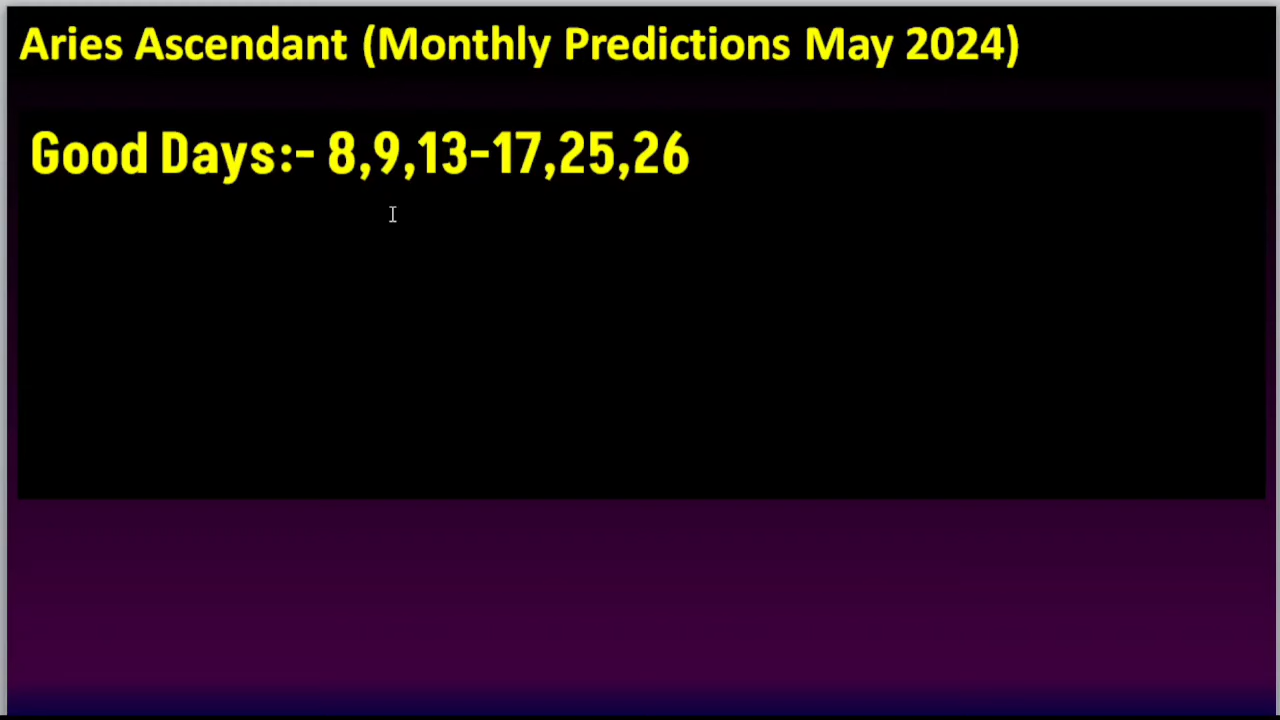 Aries Ascendant (Monthly Predictions May 2024)
Good Days:- 8,9,13-17,25,26